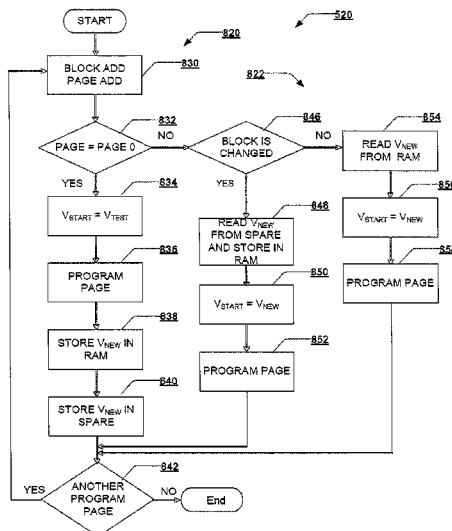 START
820
520
BLOCK ADD
PAGE ADD
830
822
832
846
854
PAGE = PAGE 0
NO
BLOCK IS
CHANGED
NO
READ VNEW
FROM RAM
YES
834
YES
848
VSTART = VTEST
READ VNEW
FROM SPARE
AND STORE IN
RAM
VSTART = VNEW
836
PROGRAM
PAGE
850
VSTART = VNEW
PROGRAM PAGE
838
STORE VNEW IN
RAM
852
PROGRAM PAGE
840
STORE VNEW IN
SPARE
842
YES
ANOTHER
PROGRAM
PAGE
NO
End